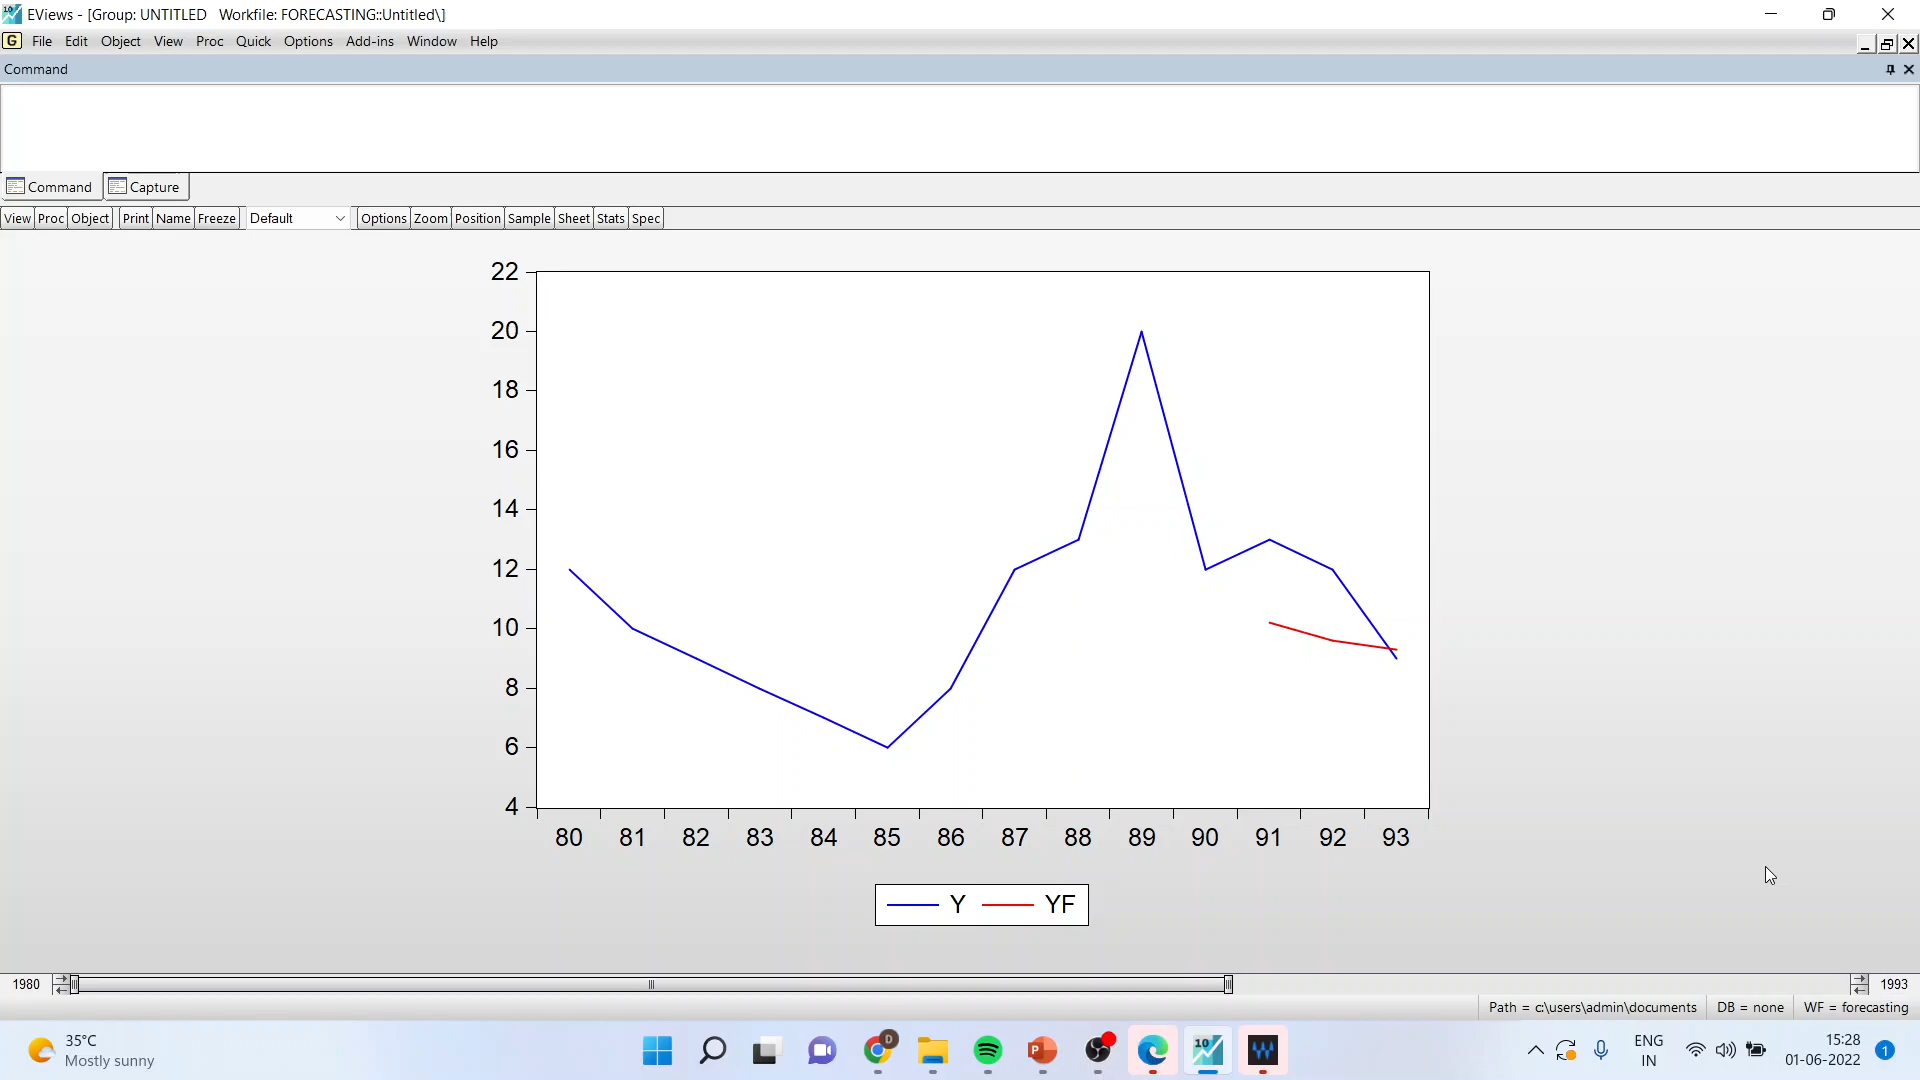 EViews - [Group: UNTITLED   Workfile: FORECASTING::Untitled\]
G File Edit Object View Proc Quick Options Add-ins Window Help
Command
Command Capture
View Proc Object Print Name Freeze Default Options Zoom Position Sample Sheet Stats Spec
22
20
18
16
14
12
10
8
6
4
80 81 82 83 84 85 86 87 88 89 90 91 92 93
Y YF
1980 1993
Path = c:\users\admin\documents DB = none WF = forecasting
35°C
Mostly sunny
D
10
ENG
IN
15:28
01-06-2022
1